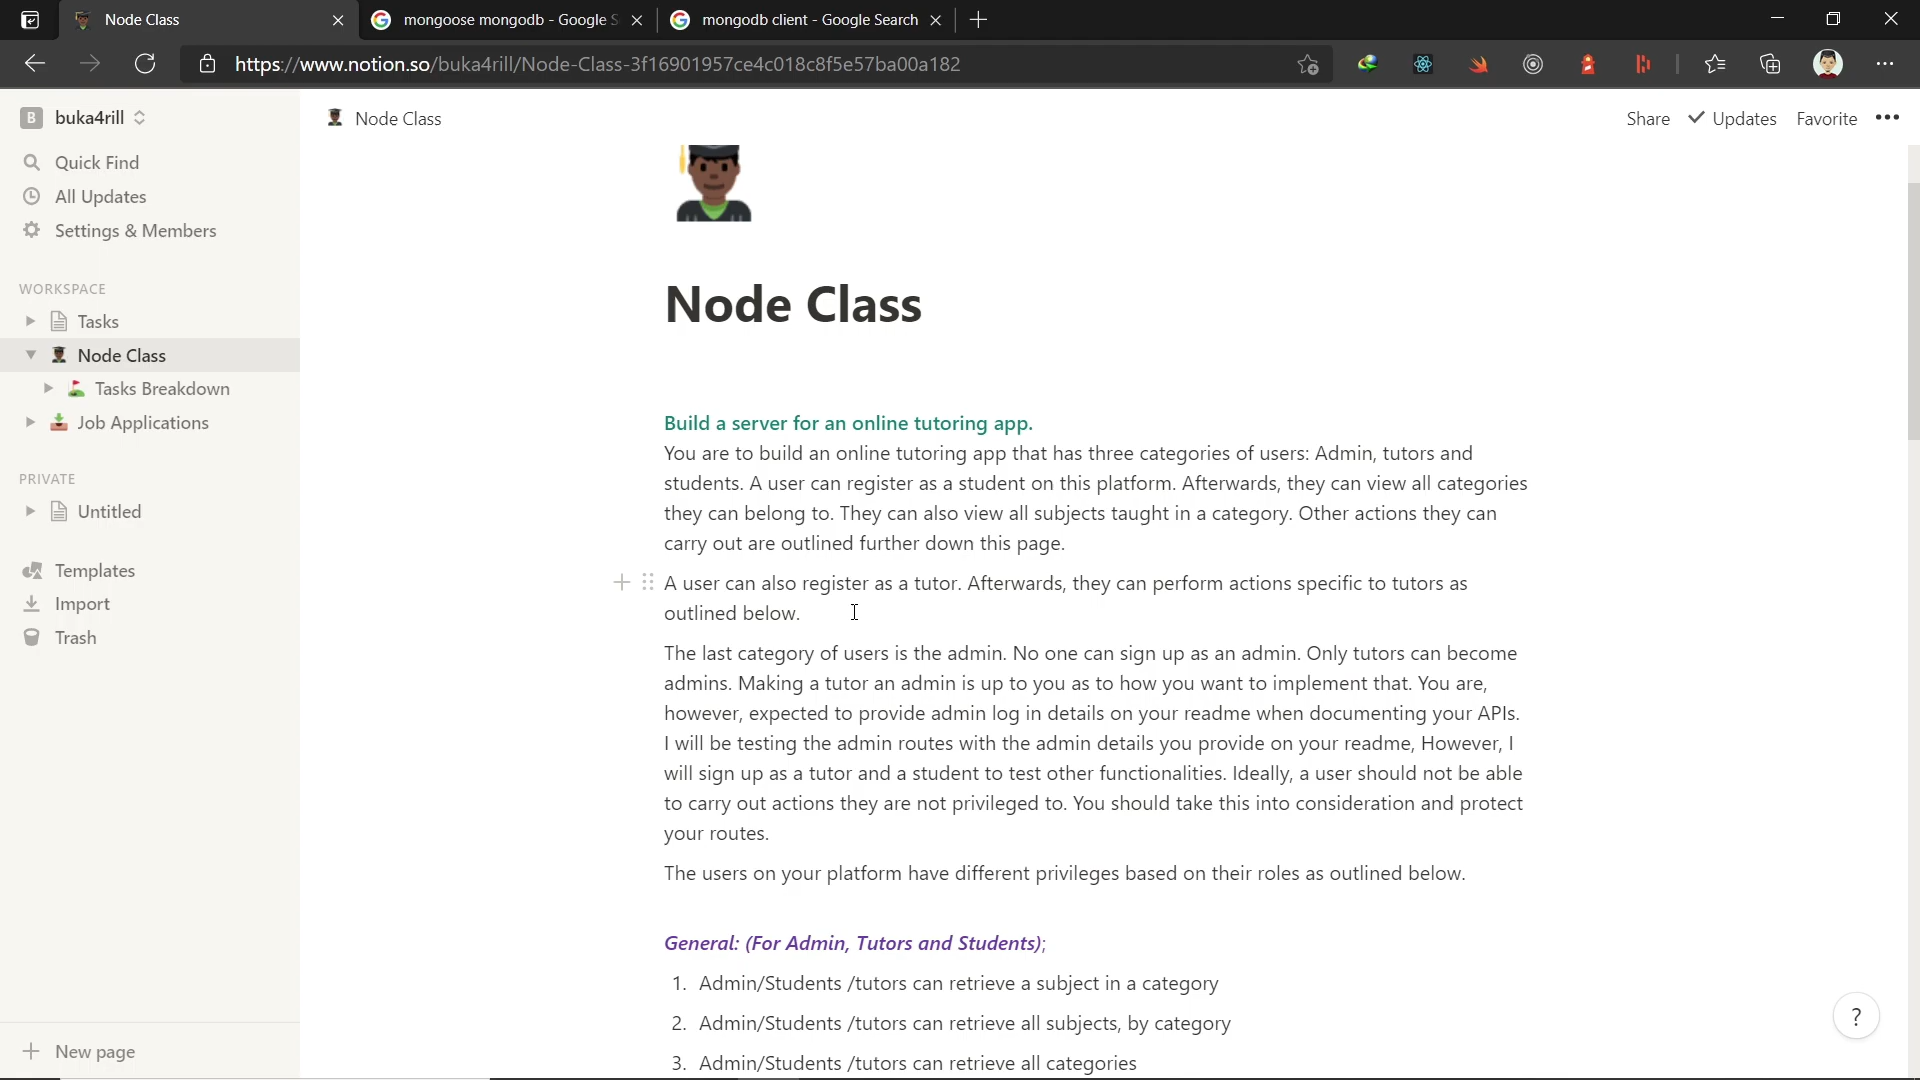 Node Class
mongoose mongodb - Google S
mongodb client - Google Search
https://www.notion.so/buka4rill/Node-Class-3f16901957ce4c018c8f5e57ba00a182
B buka4rill
Node Class
Share Updates Favorite
Quick Find
All Updates
Settings & Members
WORKSPACE
Tasks
Node Class
Tasks Breakdown
Job Applications
PRIVATE
Untitled
Templates
Import
Trash
New page
Node Class
Build a server for an online tutoring app.
You are to build an online tutoring app that has three categories of users: Admin, tutors and
students. A user can register as a student on this platform. Afterwards, they can view all categories
they can belong to. They can also view all subjects taught in a category. Other actions they can
carry out are outlined further down this page.
A user can also register as a tutor. Afterwards, they can perform actions specific to tutors as
outlined below.
The last category of users is the admin. No one can sign up as an admin. Only tutors can become
admins. Making a tutor an admin is up to you as to how you want to implement that. You are,
however, expected to provide admin log in details on your readme when documenting your APIs.
I will be testing the admin routes with the admin details you provide on your readme, However, I
will sign up as a tutor and a student to test other functionalities. Ideally, a user should not be able
to carry out actions they are not privileged to. You should take this into consideration and protect
your routes.
The users on your platform have different privileges based on their roles as outlined below.
General: (For Admin, Tutors and Students);
1. Admin/Students /tutors can retrieve a subject in a category
2. Admin/Students /tutors can retrieve all subjects, by category
3. Admin/Students /tutors can retrieve all categories
?